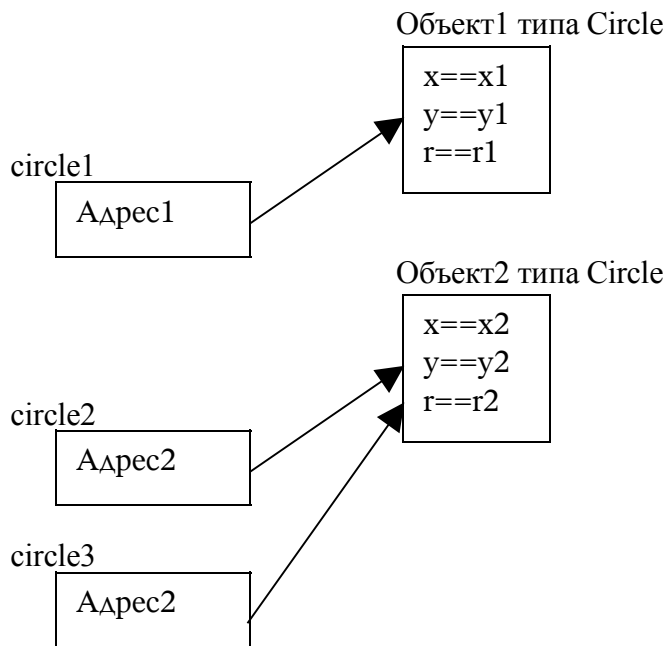 Объект1 типа Circle
x==x1
y==y1
r==r1
circle1
Адрес1
Объект2 типа Circle
x==x2
y==y2
r==r2
circle2
Адрес2
circle3
Адрес2